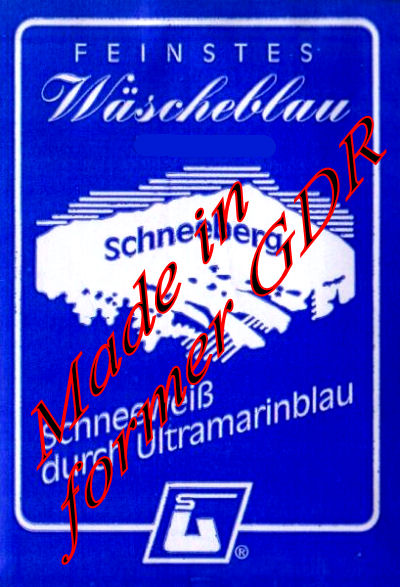 FEINSTES
Wäscheblau
Schneeberg
Made in
former GDR
Schneeweiß
durch Ultramarinblau
®